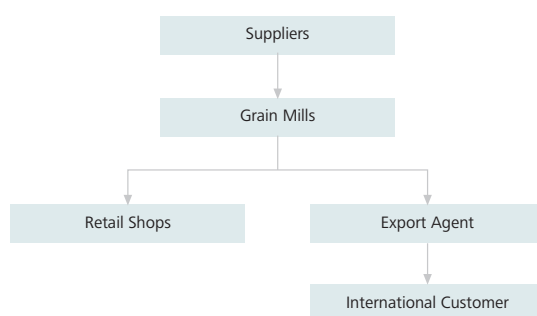 Suppliers
Grain Mills
Retail Shops
Export Agent
International Customer